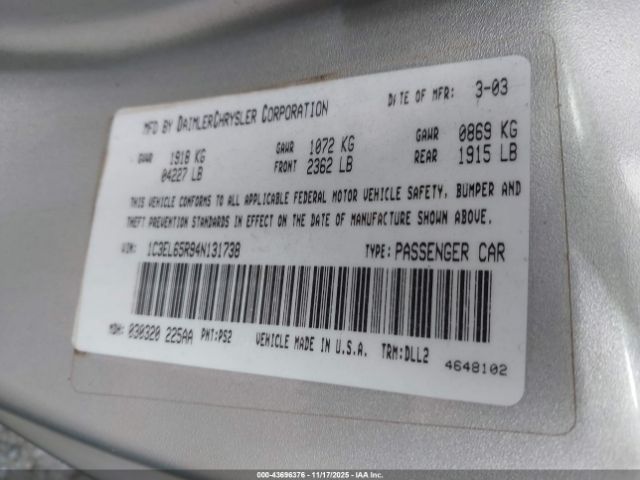 MFD BY DAIMLERCHRYSLER CORPORATION DATE OF MFR: 3-03
GVWR 1918 KG GAWR 1072 KG GAWR 0869 KG
04227 LB FRONT 2362 LB REAR 1915 LB
THIS VEHICLE CONFORMS TO ALL APPLICABLE FEDERAL MOTOR VEHICLE SAFETY, BUMPER AND
THEFT PREVENTION STANDARDS IN EFFECT ON THE DATE OF MANUFACTURE SHOWN ABOVE.
VIN: 1C3EL65R94N131738 TYPE: PASSENGER CAR
MDH: 030320 225AA PNT:PS2 VEHICLE MADE IN U.S.A. TRM:DLL2
4648102
000-43696376 - 11/17/2025 - IAA Inc.